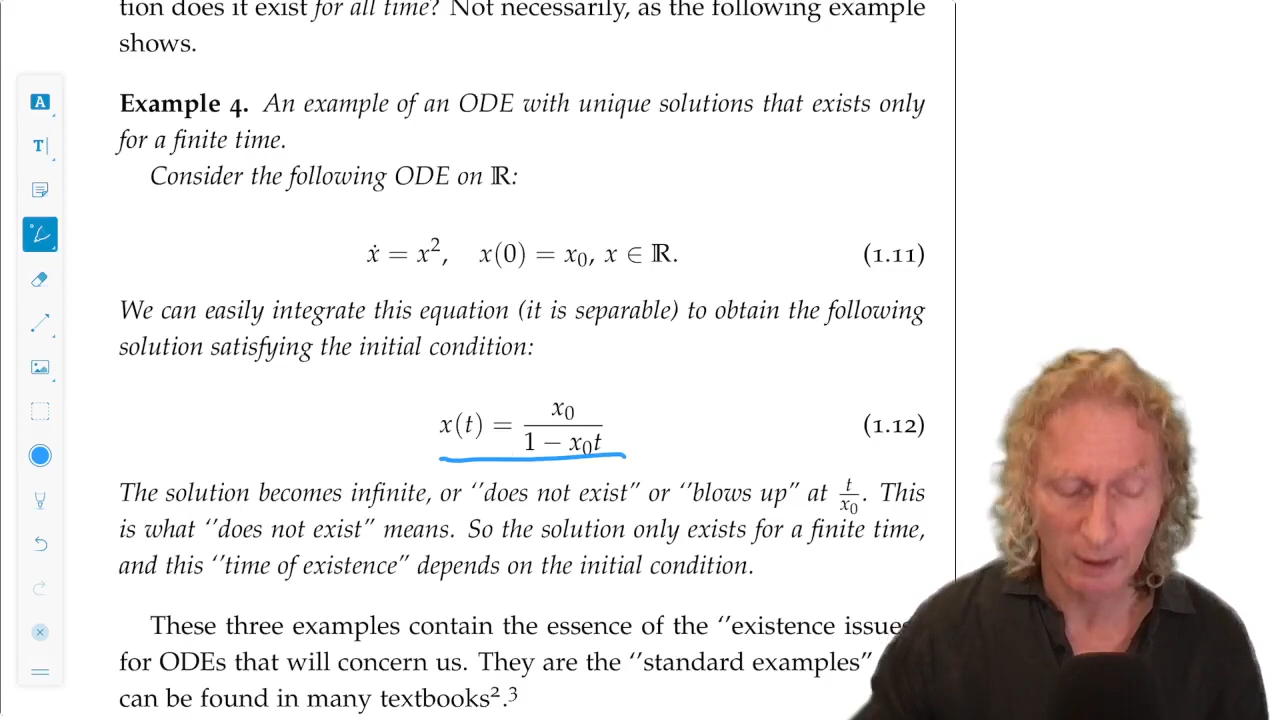 tion does it exist for all time? Not necessarily, as the following example
shows.
Example 4. An example of an ODE with unique solutions that exists only
for a finite time.
Consider the following ODE on ℝ:
ẋ = x², x(0) = x₀, x ∈ ℝ. (1.11)
We can easily integrate this equation (it is separable) to obtain the following
solution satisfying the initial condition:
x(t) = x₀ / (1 − x₀t) (1.12)
The solution becomes infinite, or ''does not exist" or ''blows up" at t/x₀. This
is what ''does not exist" means. So the solution only exists for a finite time,
and this ''time of existence" depends on the initial condition.
These three examples contain the essence of the ''existence issues
for ODEs that will concern us. They are the ''standard examples"
can be found in many textbooks².³
A
T